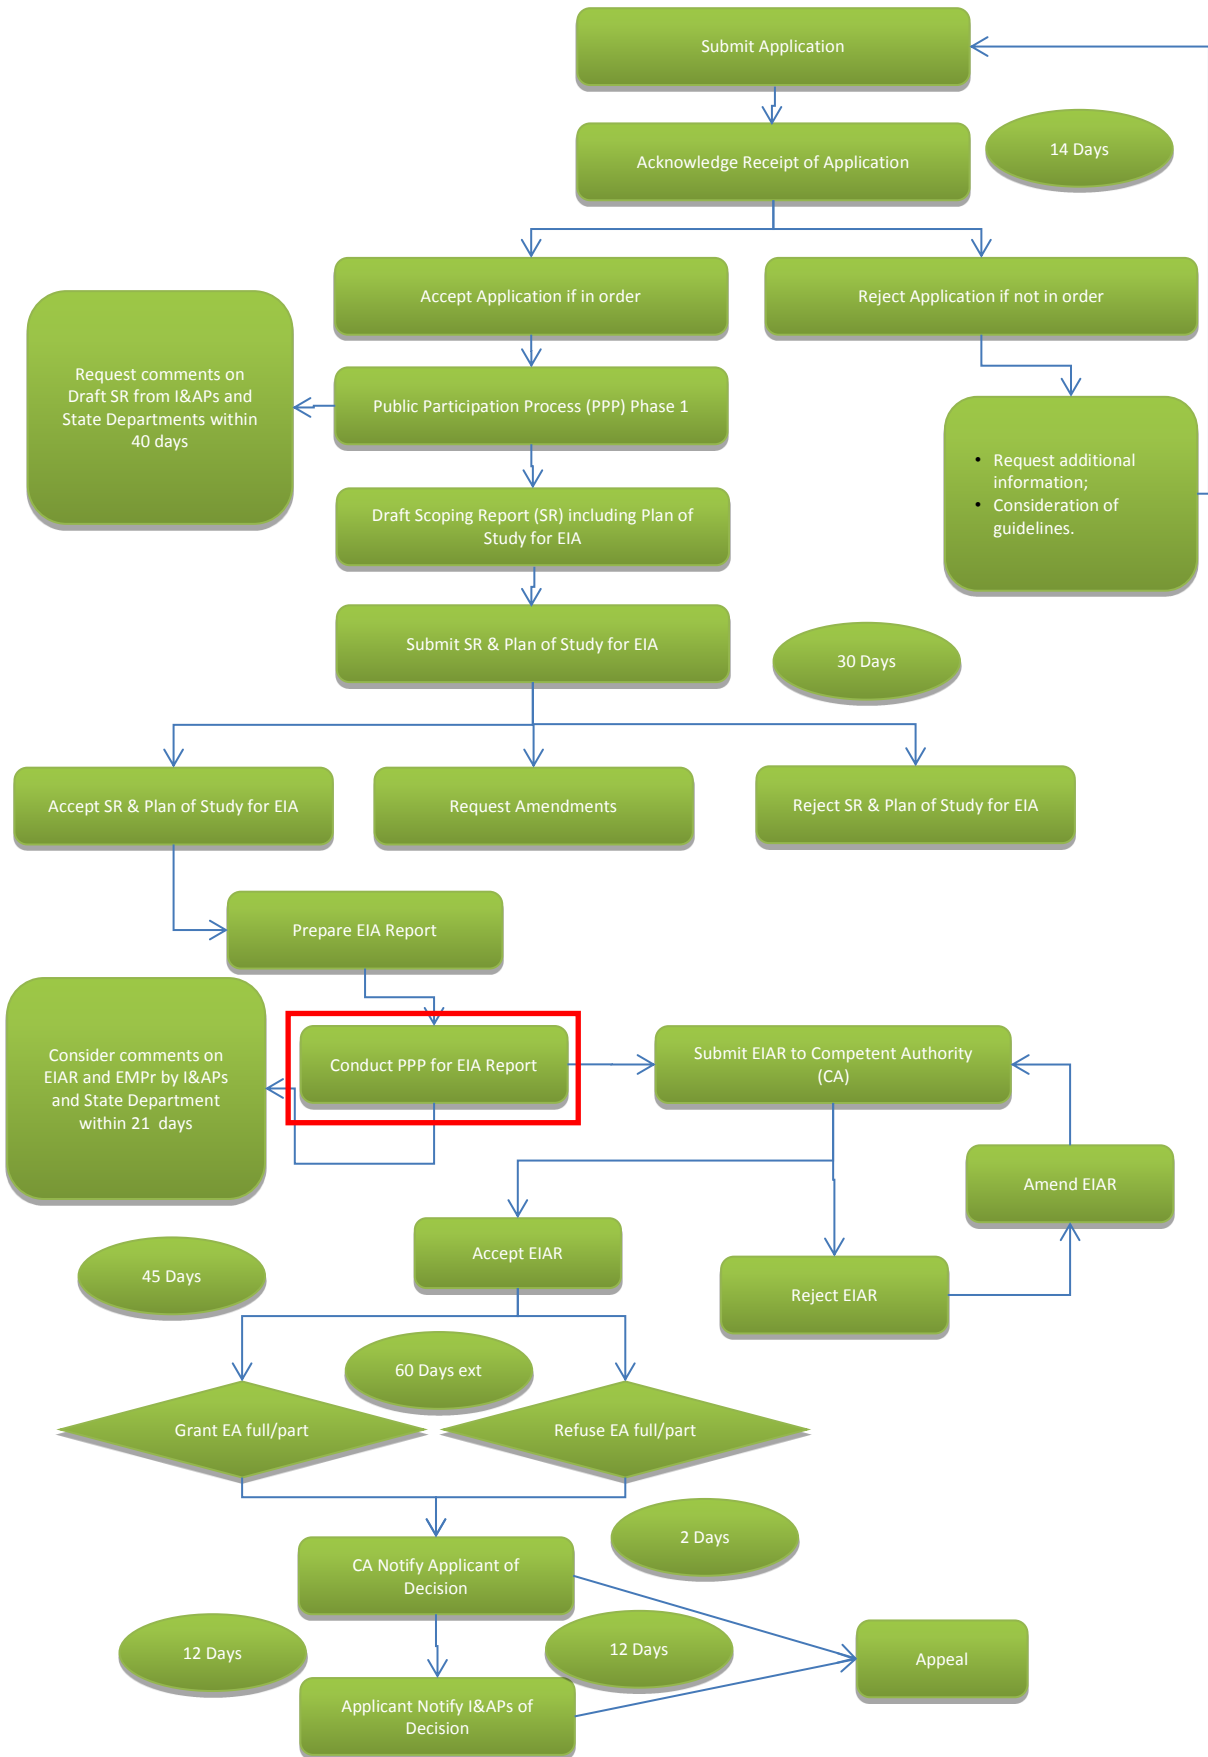 Submit Application
Acknowledge Receipt of Application
14 Days
Accept Application if in order
Reject Application if not in order
Request comments on
Draft SR from I&APs and
State Departments within
40 days
Public Participation Process (PPP) Phase 1
• Request additional
information;
• Consideration of
guidelines.
Draft Scoping Report (SR) including Plan of
Study for EIA
Submit SR & Plan of Study for EIA
30 Days
Accept SR & Plan of Study for EIA
Request Amendments
Reject SR & Plan of Study for EIA
Prepare EIA Report
Consider comments on
EIAR and EMPr by I&APs
and State Department
within 21 days
Conduct PPP for EIA Report
Submit EIAR to Competent Authority
(CA)
Amend EIAR
Accept EIAR
45 Days
Reject EIAR
60 Days ext
Grant EA full/part
Refuse EA full/part
2 Days
CA Notify Applicant of
Decision
12 Days
12 Days
Appeal
Applicant Notify I&APs of
Decision